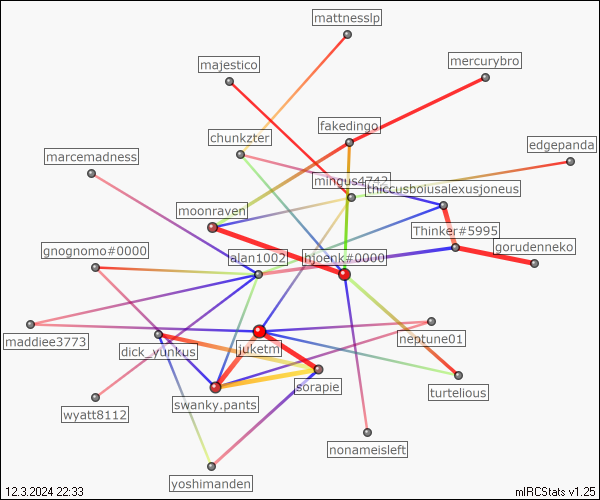 mattnesslp
majestico
mercurybro
fakedingo
chunkzter
edgepanda
marcemadness
mingus4742
thiccusbousalexusjoneus
moonraven
Thinker#5995
gorudenneko
gnognomo#0000
alan1002
hjoenk#0000
maddiee3773
dick_yunkus
juketm
neptune01
sorapie
turtelious
swanky.pants
wyatt8112
nonameisleft
yoshimanden
12.3.2024 22:33
mIRCStats v1.25